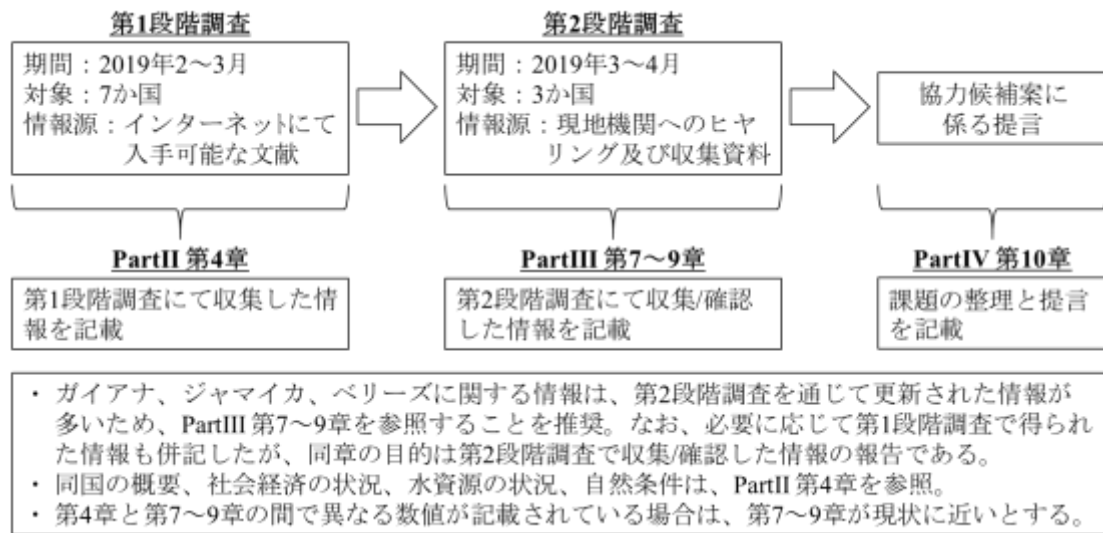 第1段階調査
期間：2019年2～3月
対象：7か国
情報源：インターネットにて
入手可能な文献
第2段階調査
期間：2019年3～4月
対象：3か国
情報源：現地機関へのヒヤ
リング及び収集資料
協力候補案に
係る提言
PartII 第4章
第1段階調査にて収集した情
報を記載
PartIII 第7～9章
第2段階調査にて収集/確認
した情報を記載
PartIV 第10章
課題の整理と提言
を記載
・ ガイアナ、ジャマイカ、ベリーズに関する情報は、第2段階調査を通じて更新された情報が
多いため、PartIII 第7～9章を参照することを推奨。なお、必要に応じて第1段階調査で得られ
た情報も併記したが、同章の目的は第2段階調査で収集/確認した情報の報告である。
・ 同国の概要、社会経済の状況、水資源の状況、自然条件は、PartII 第4章を参照。
・ 第4章と第7～9章の間で異なる数値が記載されている場合は、第7～9章が現状に近いとする。